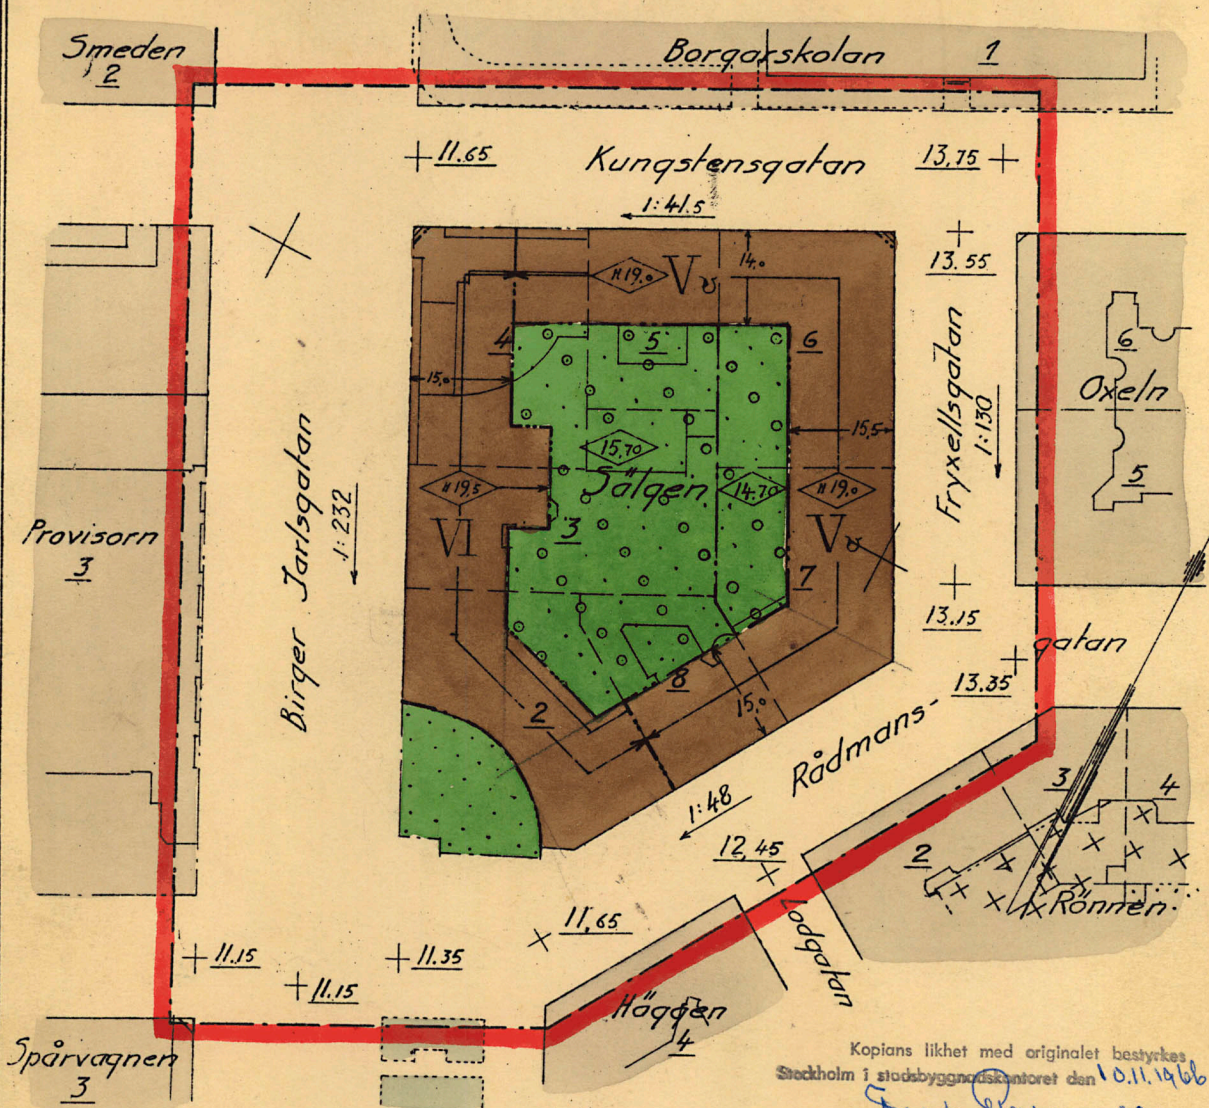 Smeden
2
Borgarskolan 1
11.65
Kungstensgatan
13.75
1:41.5
13.55
H 19.0
V
14.0
4
5
6
6
15.0
Fryxellsgatan
1:130
Oxeln
15.5
Birger Jarlsgatan
1:232
15.70
H 19.5
Sälgen
14.70
H 19.0
5
Provisorn
3
VI
3
V
7
13.15
gatan
13.35
8
2
15.0
Rådmans-
1:48
3
4
12.45
2
Rönnen
Lodgatan
11.65
11.15
11.35
11.15
Häggen
4
Spårvagnen
3
Kopians likhet med originalet bestyrkes
Stockholm i stadsbyggnadskontoret den 10.11.1966